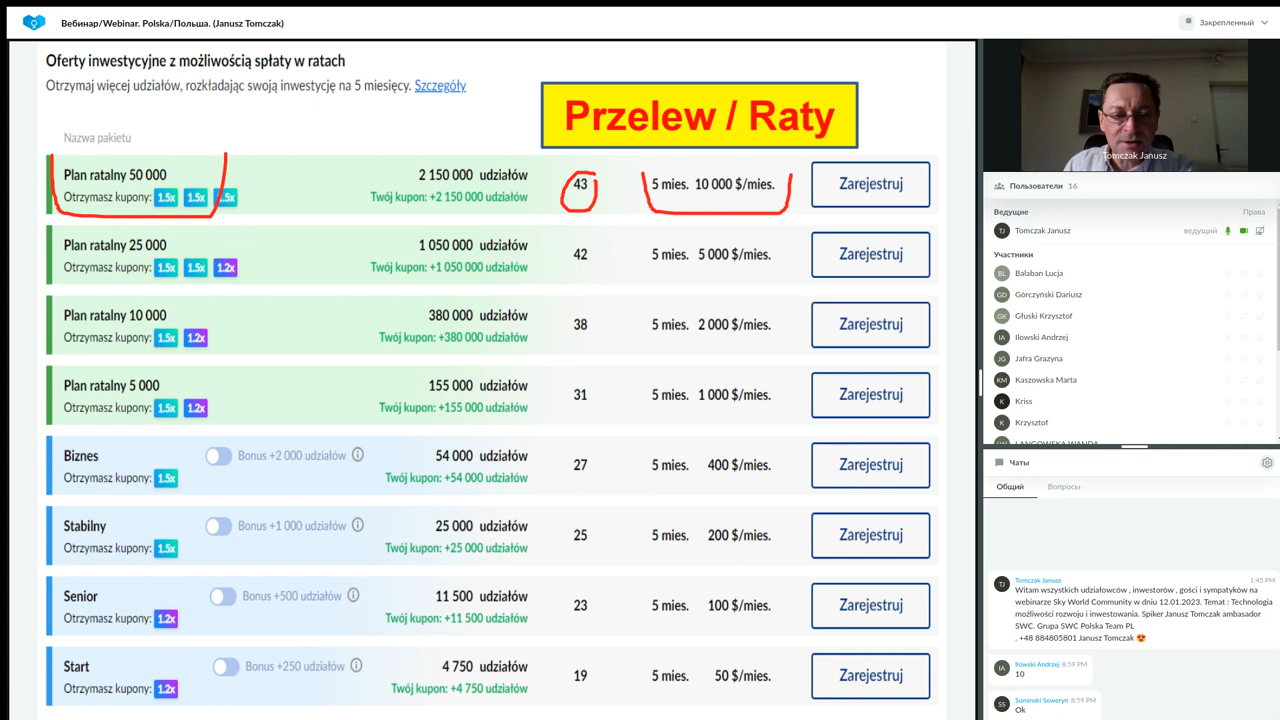 Вебинар/Webinar. Polska/Польша. (Janusz Tomczak)
Закрепленный
Oferty inwestycyjne z możliwością spłaty w ratach
Otrzymaj więcej udziałów, rozkładając swoją inwestycję na 5 miesięcy. Szczegóły
Przelew / Raty
Nazwa pakietu
Plan ratalny 50 000
Otrzymasz kupony: 1.5x 1.5x 1.5x
2 150 000 udziałów
Twój kupon: +2 150 000 udziałów
43
5 mies. 10 000 $/mies.
Zarejestruj
Plan ratalny 25 000
Otrzymasz kupony: 1.5x 1.5x 1.2x
1 050 000 udziałów
Twój kupon: +1 050 000 udziałów
42
5 mies. 5 000 $/mies.
Zarejestruj
Plan ratalny 10 000
Otrzymasz kupony: 1.5x 1.2x
380 000 udziałów
Twój kupon: +380 000 udziałów
38
5 mies. 2 000 $/mies.
Zarejestruj
Plan ratalny 5 000
Otrzymasz kupony: 1.5x 1.2x
155 000 udziałów
Twój kupon: +155 000 udziałów
31
5 mies. 1 000 $/mies.
Zarejestruj
Biznes
Otrzymasz kupony: 1.5x
Bonus +2 000 udziałów
54 000 udziałów
Twój kupon: +54 000 udziałów
27
5 mies. 400 $/mies.
Zarejestruj
Stabilny
Otrzymasz kupony: 1.5x
Bonus +1 000 udziałów
25 000 udziałów
Twój kupon: +25 000 udziałów
25
5 mies. 200 $/mies.
Zarejestruj
Senior
Otrzymasz kupony: 1.2x
Bonus +500 udziałów
11 500 udziałów
Twój kupon: +11 500 udziałów
23
5 mies. 100 $/mies.
Zarejestruj
Start
Otrzymasz kupony: 1.2x
Bonus +250 udziałów
4 750 udziałów
Twój kupon: +4 750 udziałów
19
5 mies. 50 $/mies.
Zarejestruj
Tomczak Janusz
Пользователи 16
Ведущие Права
TJ Tomczak Janusz ведущий
Участники
BL Balaban Lucja
GD Górczyński Dariusz
GK Głuski Krzysztof
IA Ilowski Andrzej
JG Jafra Grazyna
KM Kaszowska Marta
K Kriss
K Krzysztof
LANGOWSKA WANDA
Чаты
Общий Вопросы
TJ Tomczak Janusz 1:45 PM
Witam wszystkich udziałowców , inwestorów , gości i sympatyków na
webinarze Sky World Community w dniu 12.01.2023. Temat : Technologia
możliwości rozwoju i inwestowania. Spiker Janusz Tomczak ambasador
SWC. Grupa SWC Polska Team PL
. +48 884805801 Janusz Tomczak 😍
IA Ilowski Andrzej 8:59 PM
10
SS Suminski Seweryn 8:59 PM
Ok